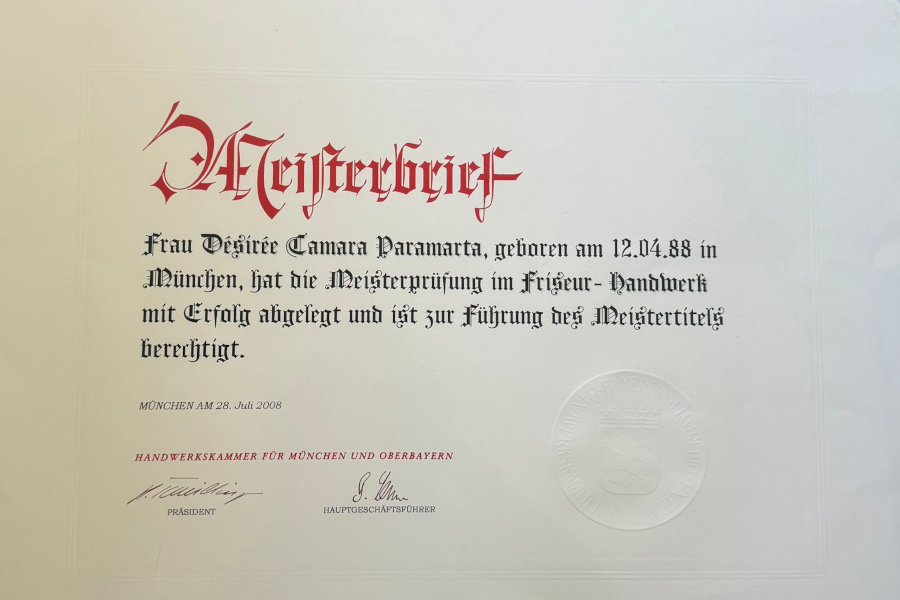 Meisterbrief
Frau Désirée Camara Paramarta, geboren am 12.04.88 in
München, hat die Meisterprüfung im Friseur-Handwerk
mit Erfolg abgelegt und ist zur Führung des Meistertitels
berechtigt.
MÜNCHEN AM 28. Juli 2008
HANDWERKSKAMMER FÜR MÜNCHEN UND OBERBAYERN
PRÄSIDENT HAUPTGESCHÄFTSFÜHRER